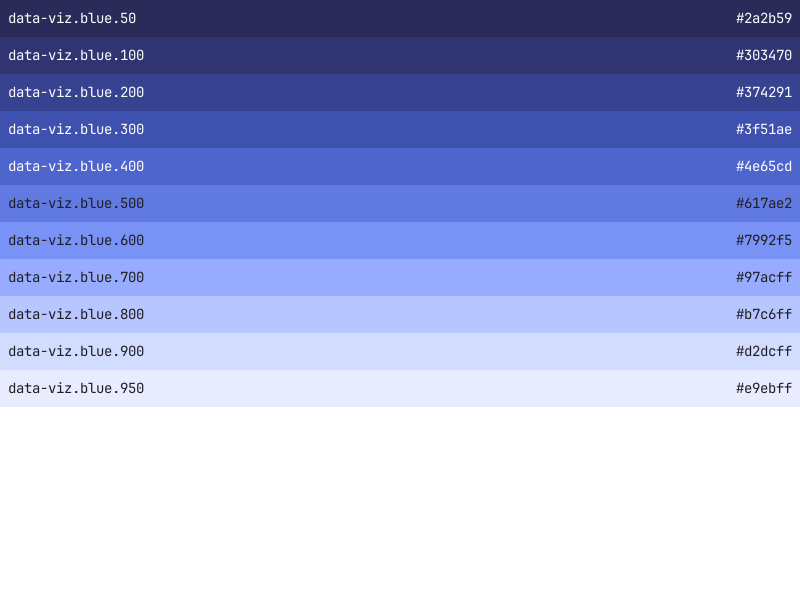 data-viz.blue.50 #2a2b59
data-viz.blue.100 #303470
data-viz.blue.200 #374291
data-viz.blue.300 #3f51ae
data-viz.blue.400 #4e65cd
data-viz.blue.500 #617ae2
data-viz.blue.600 #7992f5
data-viz.blue.700 #97acff
data-viz.blue.800 #b7c6ff
data-viz.blue.900 #d2dcff
data-viz.blue.950 #e9ebff